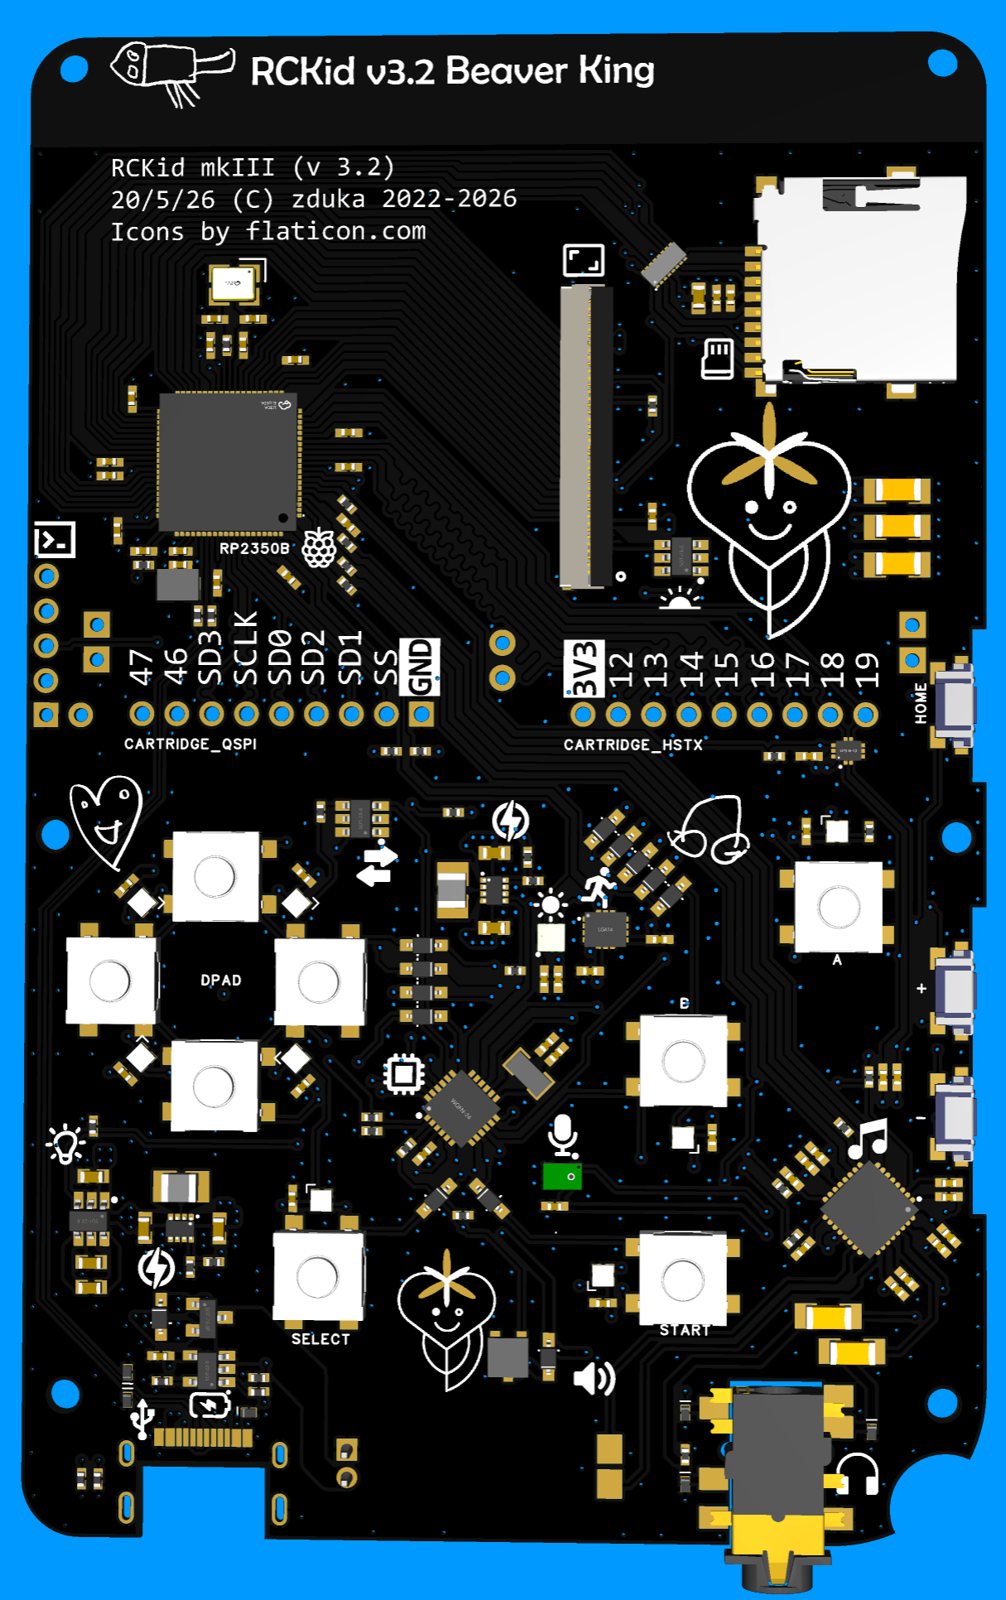 RCKid v3.2 Beaver King
RCKid mkIII (v 3.2)
20/5/26 (C) zduka 2022-2026
Icons by flaticon.com
RP2350B
47
46
SD3
SCLK
SD0
SD2
SD1
SS
GND
3V3
12
13
14
15
16
17
18
19
HOME
CARTRIDGE_QSPI
CARTRIDGE_HSTX
DPAD
A
+
B
-
SELECT
START
LGA14